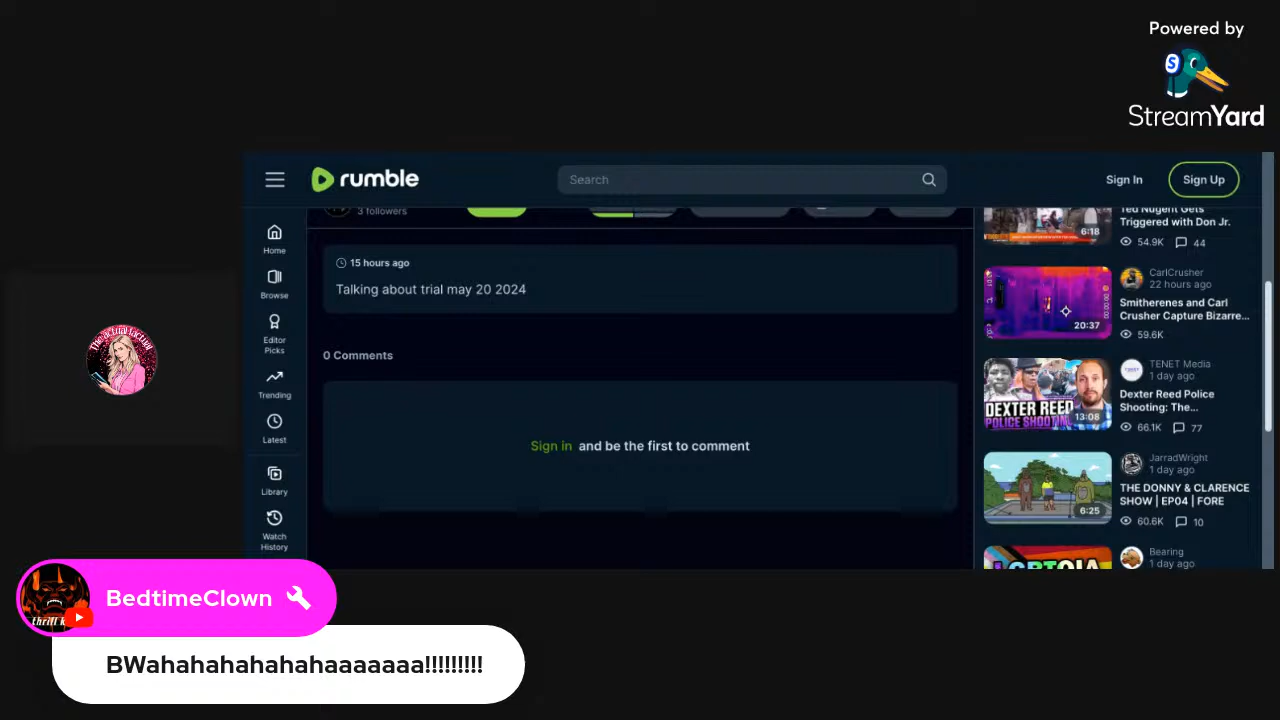 Powered by
S
StreamYard
rumble
Search
Sign In
Sign Up
3 followers
Home
Browse
Editor
Picks
Trending
Latest
Library
Watch
History
15 hours ago
Talking about trial may 20 2024
0 Comments
Sign in and be the first to comment
Ted Nugent Gets
Triggered with Don Jr.
6:18
54.9K 44
CarlCrusher
22 hours ago
Smitherenes and Carl
Crusher Capture Bizarre...
20:37
59.6K
TENET Media
1 day ago
Dexter Reed Police
Shooting: The...
DEXTER REED
POLICE SHOOTING
13:08
66.1K 77
JarradWright
1 day ago
THE DONNY & CLARENCE
SHOW | EP04 | FORE
6:25
60.6K 10
Bearing
1 day ago
The actual factual
BedtimeClown
BWahahahahahahaaaaaaa!!!!!!!!!